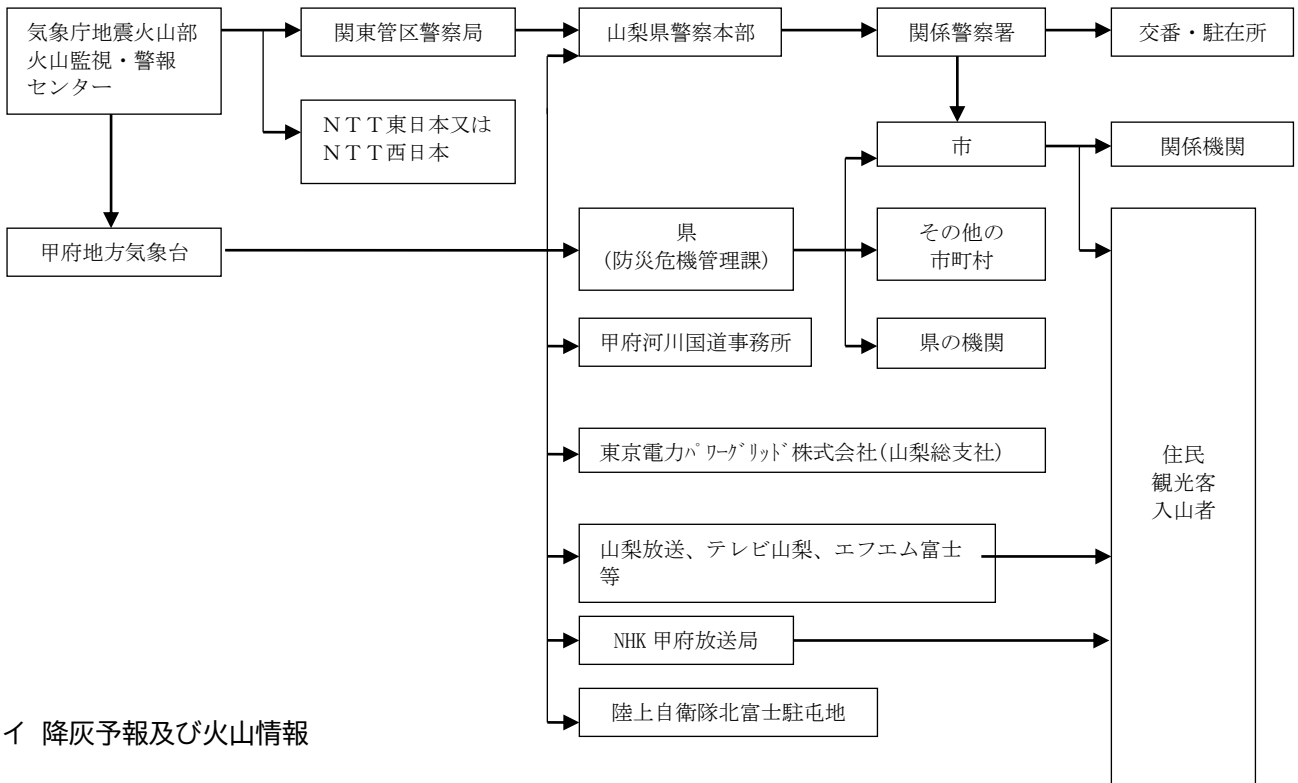 気象庁地震火山部
火山監視・警報
センター
関東管区警察局
山梨県警察本部
関係警察署
交番・駐在所
ＮＴＴ東日本又は
ＮＴＴ西日本
市
関係機関
甲府地方気象台
県
(防災危機管理課)
その他の
市町村
甲府河川国道事務所
県の機関
東京電力ﾊﾟﾜｰｸﾞﾘｯﾄﾞ株式会社(山梨総支社)
住民
観光客
入山者
山梨放送、テレビ山梨、エフエム富士
等
NHK 甲府放送局
陸上自衛隊北富士駐屯地
イ 降灰予報及び火山情報